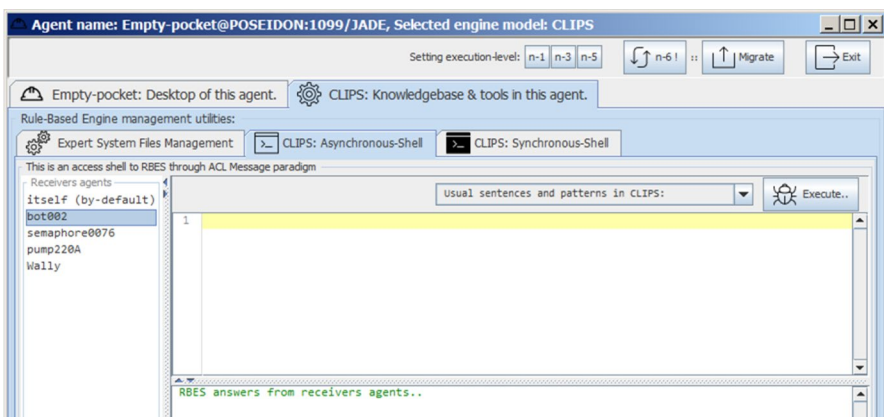 Agent name: Empty-pocket@POSEIDON:1099/JADE, Selected engine model: CLIPS
Setting execution-level: n-1 n-3 n-5 n-6 ! :: Migrate Exit
Empty-pocket: Desktop of this agent. CLIPS: Knowledgebase & tools in this agent.
Rule-Based Engine management utilities:
Expert System Files Management >_ CLIPS: Asynchronous-Shell >_ CLIPS: Synchronous-Shell
This is an access shell to RBES through ACL Message paradigm
Receivers agents
Usual sentences and patterns in CLIPS: Execute..
itself (by-default)
bot002
semaphore0076
pump220A
Wally
1
RBES answers from receivers agents..